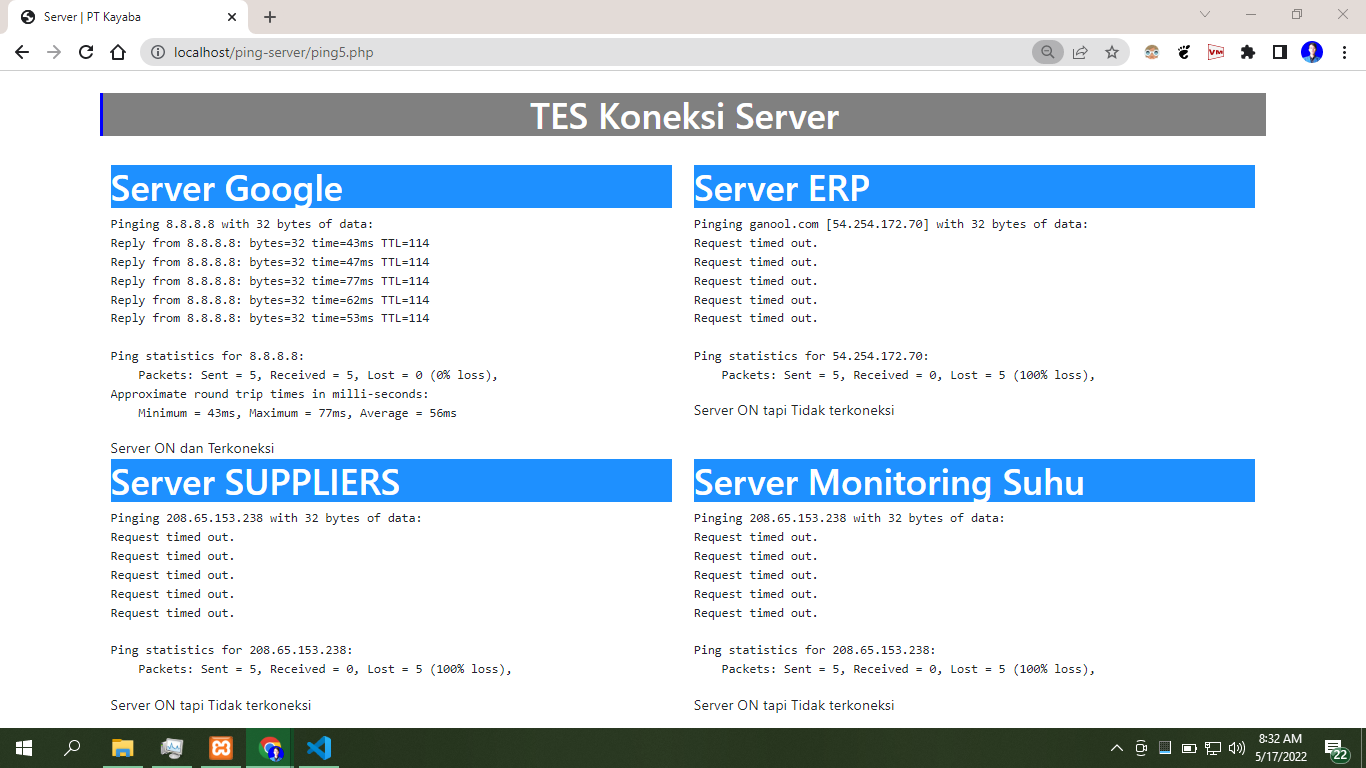 Server | PT Kayaba
localhost/ping-server/ping5.php
VM
TES Koneksi Server
Server Google
Pinging 8.8.8.8 with 32 bytes of data:
Reply from 8.8.8.8: bytes=32 time=43ms TTL=114
Reply from 8.8.8.8: bytes=32 time=47ms TTL=114
Reply from 8.8.8.8: bytes=32 time=77ms TTL=114
Reply from 8.8.8.8: bytes=32 time=62ms TTL=114
Reply from 8.8.8.8: bytes=32 time=53ms TTL=114
Ping statistics for 8.8.8.8:
Packets: Sent = 5, Received = 5, Lost = 0 (0% loss),
Approximate round trip times in milli-seconds:
Minimum = 43ms, Maximum = 77ms, Average = 56ms
Server ON dan Terkoneksi
Server ERP
Pinging ganool.com [54.254.172.70] with 32 bytes of data:
Request timed out.
Request timed out.
Request timed out.
Request timed out.
Request timed out.
Ping statistics for 54.254.172.70:
Packets: Sent = 5, Received = 0, Lost = 5 (100% loss),
Server ON tapi Tidak terkoneksi
Server SUPPLIERS
Pinging 208.65.153.238 with 32 bytes of data:
Request timed out.
Request timed out.
Request timed out.
Request timed out.
Request timed out.
Ping statistics for 208.65.153.238:
Packets: Sent = 5, Received = 0, Lost = 5 (100% loss),
Server ON tapi Tidak terkoneksi
Server Monitoring Suhu
Pinging 208.65.153.238 with 32 bytes of data:
Request timed out.
Request timed out.
Request timed out.
Request timed out.
Request timed out.
Ping statistics for 208.65.153.238:
Packets: Sent = 5, Received = 0, Lost = 5 (100% loss),
Server ON tapi Tidak terkoneksi
8:32 AM
5/17/2022
22